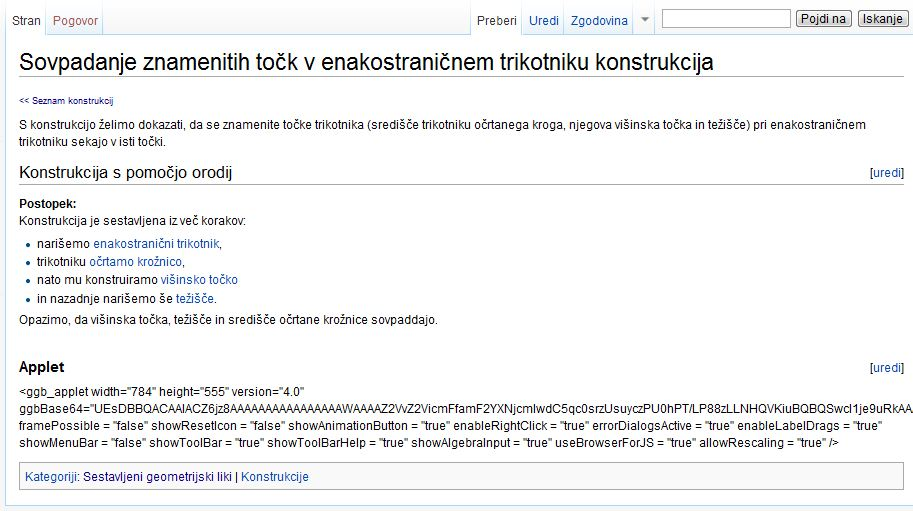 Stran Pogovor Preberi Uredi Zgodovina Pojdi na Iskanje
Sovpadanje znamenitih točk v enakostraničnem trikotniku konstrukcija
<< Seznam konstrukcij
S konstrukcijo želimo dokazati, da se znamenite točke trikotnika (središče trikotniku očrtanega kroga, njegova višinska točka in težišče) pri enakostraničnem
trikotniku sekajo v isti točki.
Konstrukcija s pomočjo orodij [uredi]
Postopek:
Konstrukcija je sestavljena iz več korakov:
narišemo enakostranični trikotnik,
trikotniku očrtamo krožnico,
nato mu konstruiramo višinsko točko
in nazadnje narišemo še težišče.
Opazimo, da višinska točka, težišče in središče očrtane krožnice sovpaddajo.
Applet [uredi]
<ggb_applet width="784" height="555" version="4.0"
framePossible = "false" showResetIcon = "false" showAnimationButton = "true" enableRightClick = "true" errorDialogsActive = "true" enableLabelDrags = "true"
showMenuBar = "false" showToolBar = "true" showToolBarHelp = "true" showAlgebraInput = "true" useBrowserForJS = "true" allowRescaling = "true" />
Kategoriji: Sestavljeni geometrijski liki | Konstrukcije